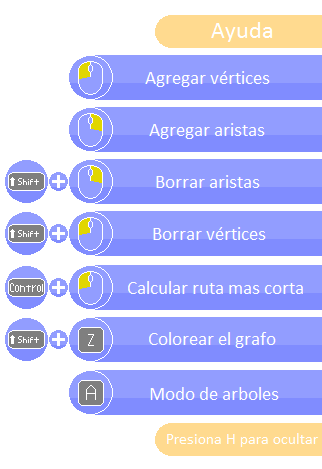 Ayuda
Agregar vértices
Agregar aristas
Shift + Borrar aristas
Shift + Borrar vértices
Control + Calcular ruta mas corta
Shift + Z Colorear el grafo
A Modo de arboles
Presiona H para ocultar